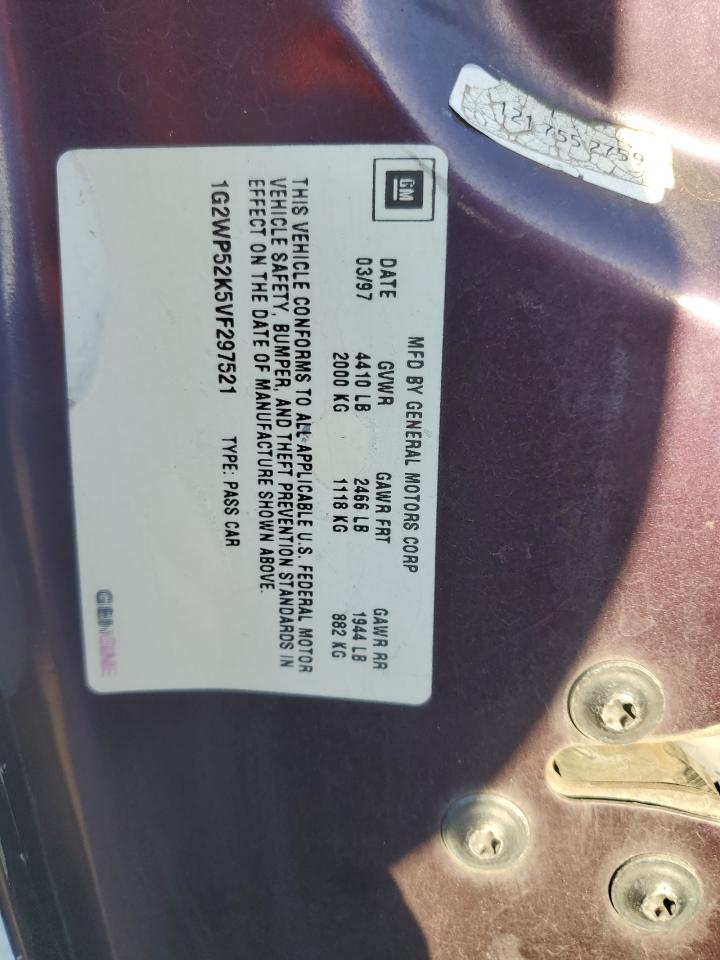 GM
MFD BY GENERAL MOTORS CORP
DATE GVWR GAWR FRT GAWR RR
03/97 4410 LB 2466 LB 1944 LB
2000 KG 1118 KG 882 KG
THIS VEHICLE CONFORMS TO ALL APPLICABLE U.S. FEDERAL MOTOR
VEHICLE SAFETY, BUMPER, AND THEFT PREVENTION STANDARDS IN
EFFECT ON THE DATE OF MANUFACTURE SHOWN ABOVE.
1G2WP52K5VF297521 TYPE: PASS CAR
121 755 2759